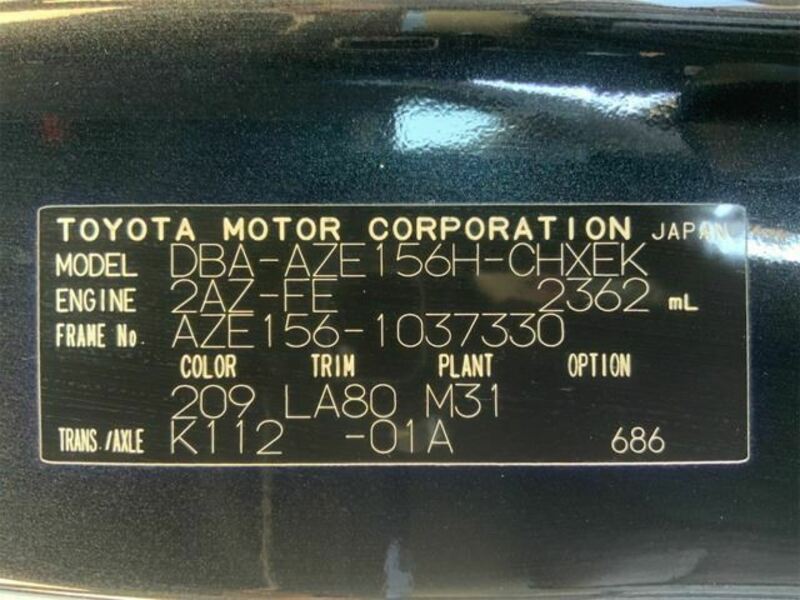 TOYOTA MOTOR CORPORATION JAPAN
MODEL DBA-AZE156H-CHXEK
ENGINE 2AZ-FE 2362 mL
FRAME No. AZE156-1037330
COLOR TRIM PLANT OPTION
209 LA80 M31
TRANS./AXLE K112 -01A 686